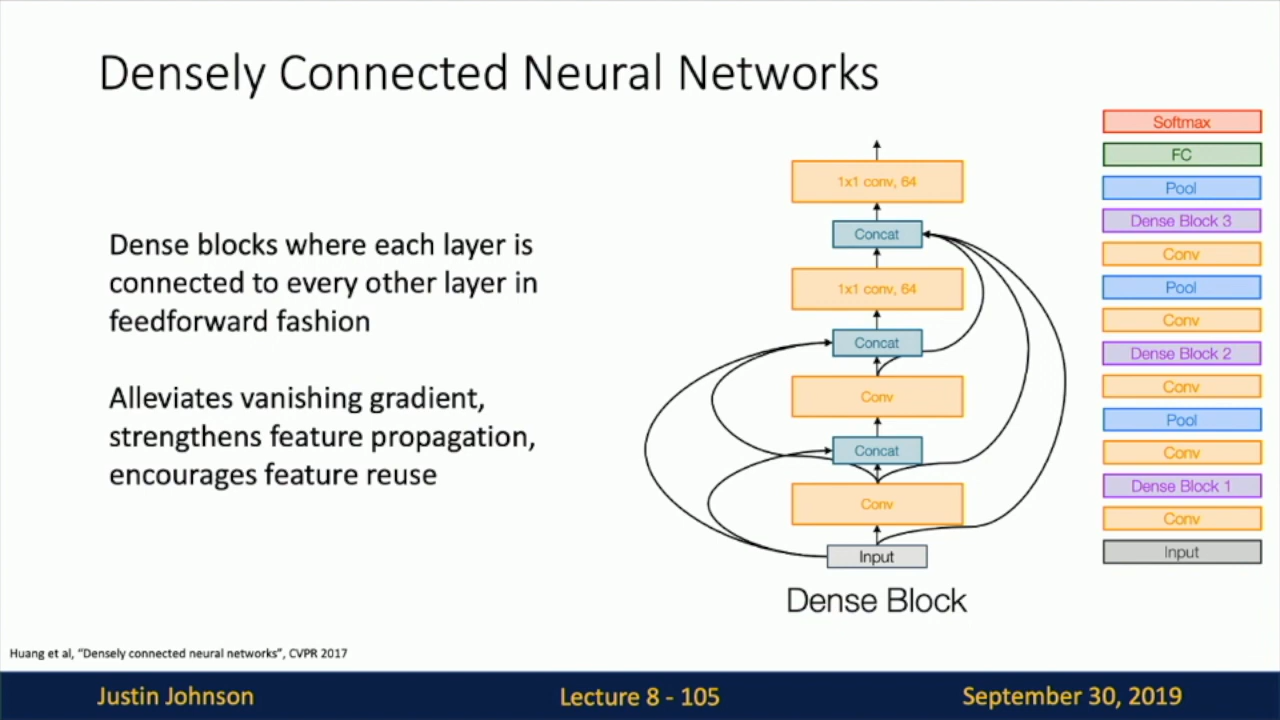 Densely Connected Neural Networks
Dense blocks where each layer is
connected to every other layer in
feedforward fashion
Alleviates vanishing gradient,
strengthens feature propagation,
encourages feature reuse
1x1 conv, 64
Concat
1x1 conv, 64
Concat
Conv
Concat
Conv
Input
Dense Block
Softmax
FC
Pool
Dense Block 3
Conv
Pool
Conv
Dense Block 2
Conv
Pool
Conv
Dense Block 1
Conv
Input
Huang et al, “Densely connected neural networks”, CVPR 2017
Justin Johnson
Lecture 8 - 105
September 30, 2019